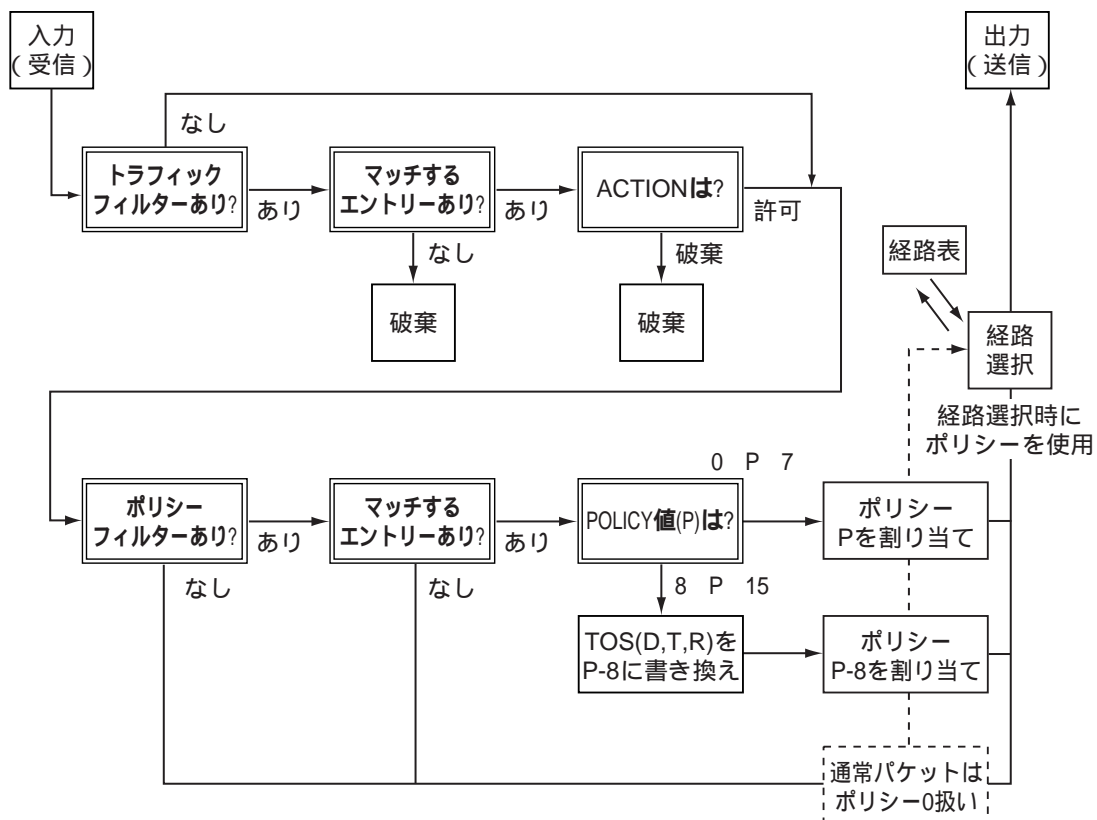 入力
(受信)
出力
(送信)
なし
トラフィック
フィルターあり?
あり
マッチする
エントリーあり?
あり
ACTIONは?
許可
なし
破棄
破棄
破棄
経路表
経路
選択
経路選択時に
ポリシーを使用
0 P 7
ポリシー
フィルターあり?
あり
マッチする
エントリーあり?
あり
POLICY値(P)は?
ポリシー
Pを割り当て
なし
なし
8 P 15
TOS(D,T,R)を
P-8に書き換え
ポリシー
P-8を割り当て
通常パケットは
ポリシー0扱い